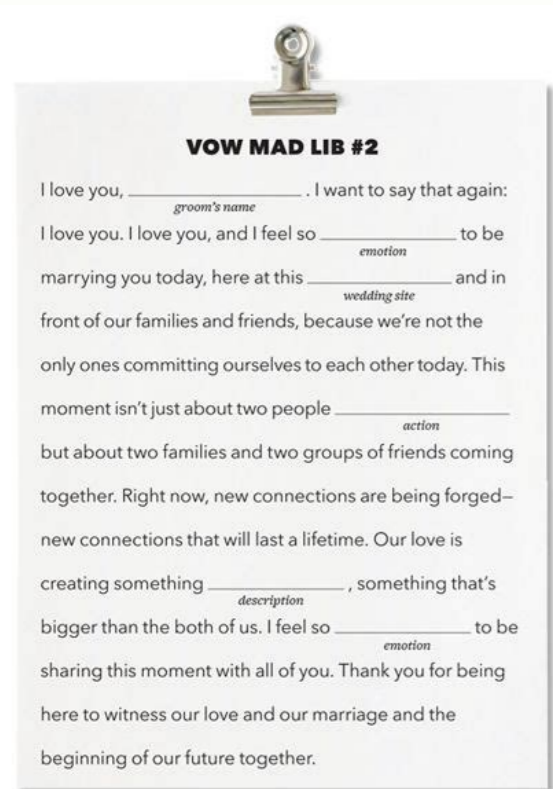 VOW MAD LIB #2
I love you, ____________ . I want to say that again:
groom's name
I love you. I love you, and I feel so ____________ to be
emotion
marrying you today, here at this ____________ and in
wedding site
front of our families and friends, because we're not the
only ones committing ourselves to each other today. This
moment isn't just about two people ____________
action
but about two families and two groups of friends coming
together. Right now, new connections are being forged—
new connections that will last a lifetime. Our love is
creating something ____________ , something that's
description
bigger than the both of us. I feel so ____________ to be
emotion
sharing this moment with all of you. Thank you for being
here to witness our love and our marriage and the
beginning of our future together.